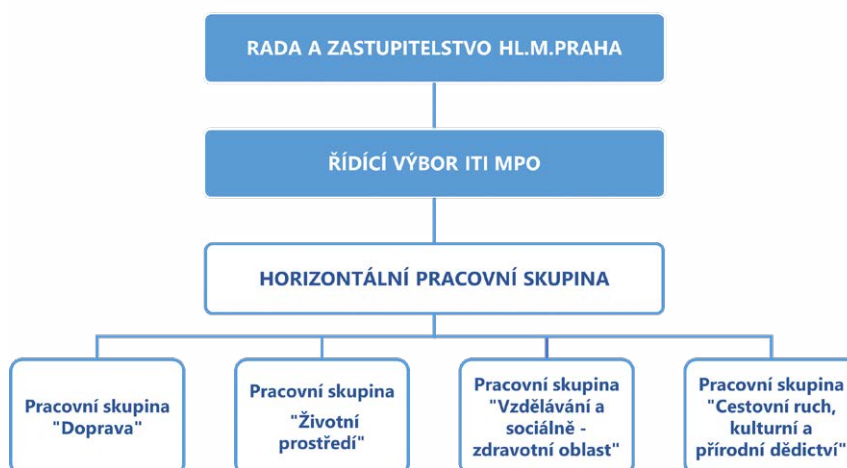 RADA A ZASTUPITELSTVO HL.M.PRAHA
ŘÍDÍCÍ VÝBOR ITI MPO
HORIZONTÁLNÍ PRACOVNÍ SKUPINA
Pracovní skupina
"Doprava"
Pracovní skupina
"Životní
prostředí"
Pracovní skupina
"Vzdělávání a
sociálně -
zdravotní oblast"
Pracovní skupina
"Cestovní ruch,
kulturní a
přírodní dědictví"